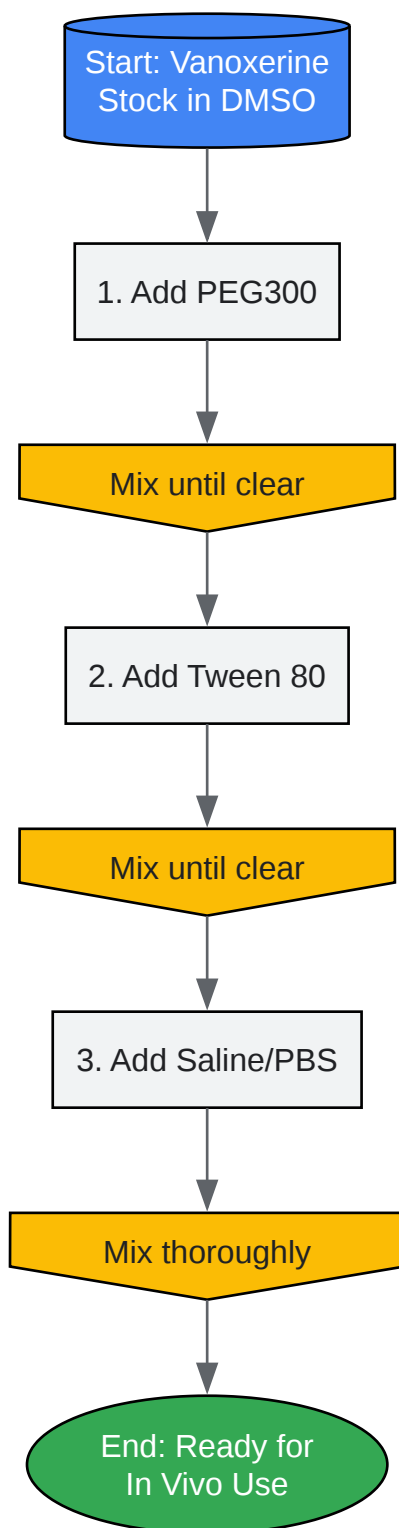 Start: Vanoxerine
Stock in DMSO
1. Add PEG300
Mix until clear
2. Add Tween 80
Mix until clear
3. Add Saline/PBS
Mix thoroughly
End: Ready for
In Vivo Use